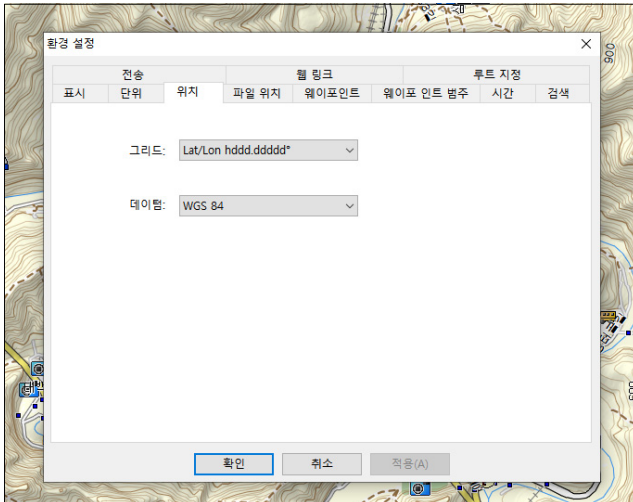 900
환경 설정
전송 웹 링크 루트 지정
표시 단위 위치 파일 위치 웨이포인트 웨이포 인트 범주 시간 검색
그리드: Lat/Lon hddd.ddddd°
데이텀: WGS 84
확인 취소 적용(A)